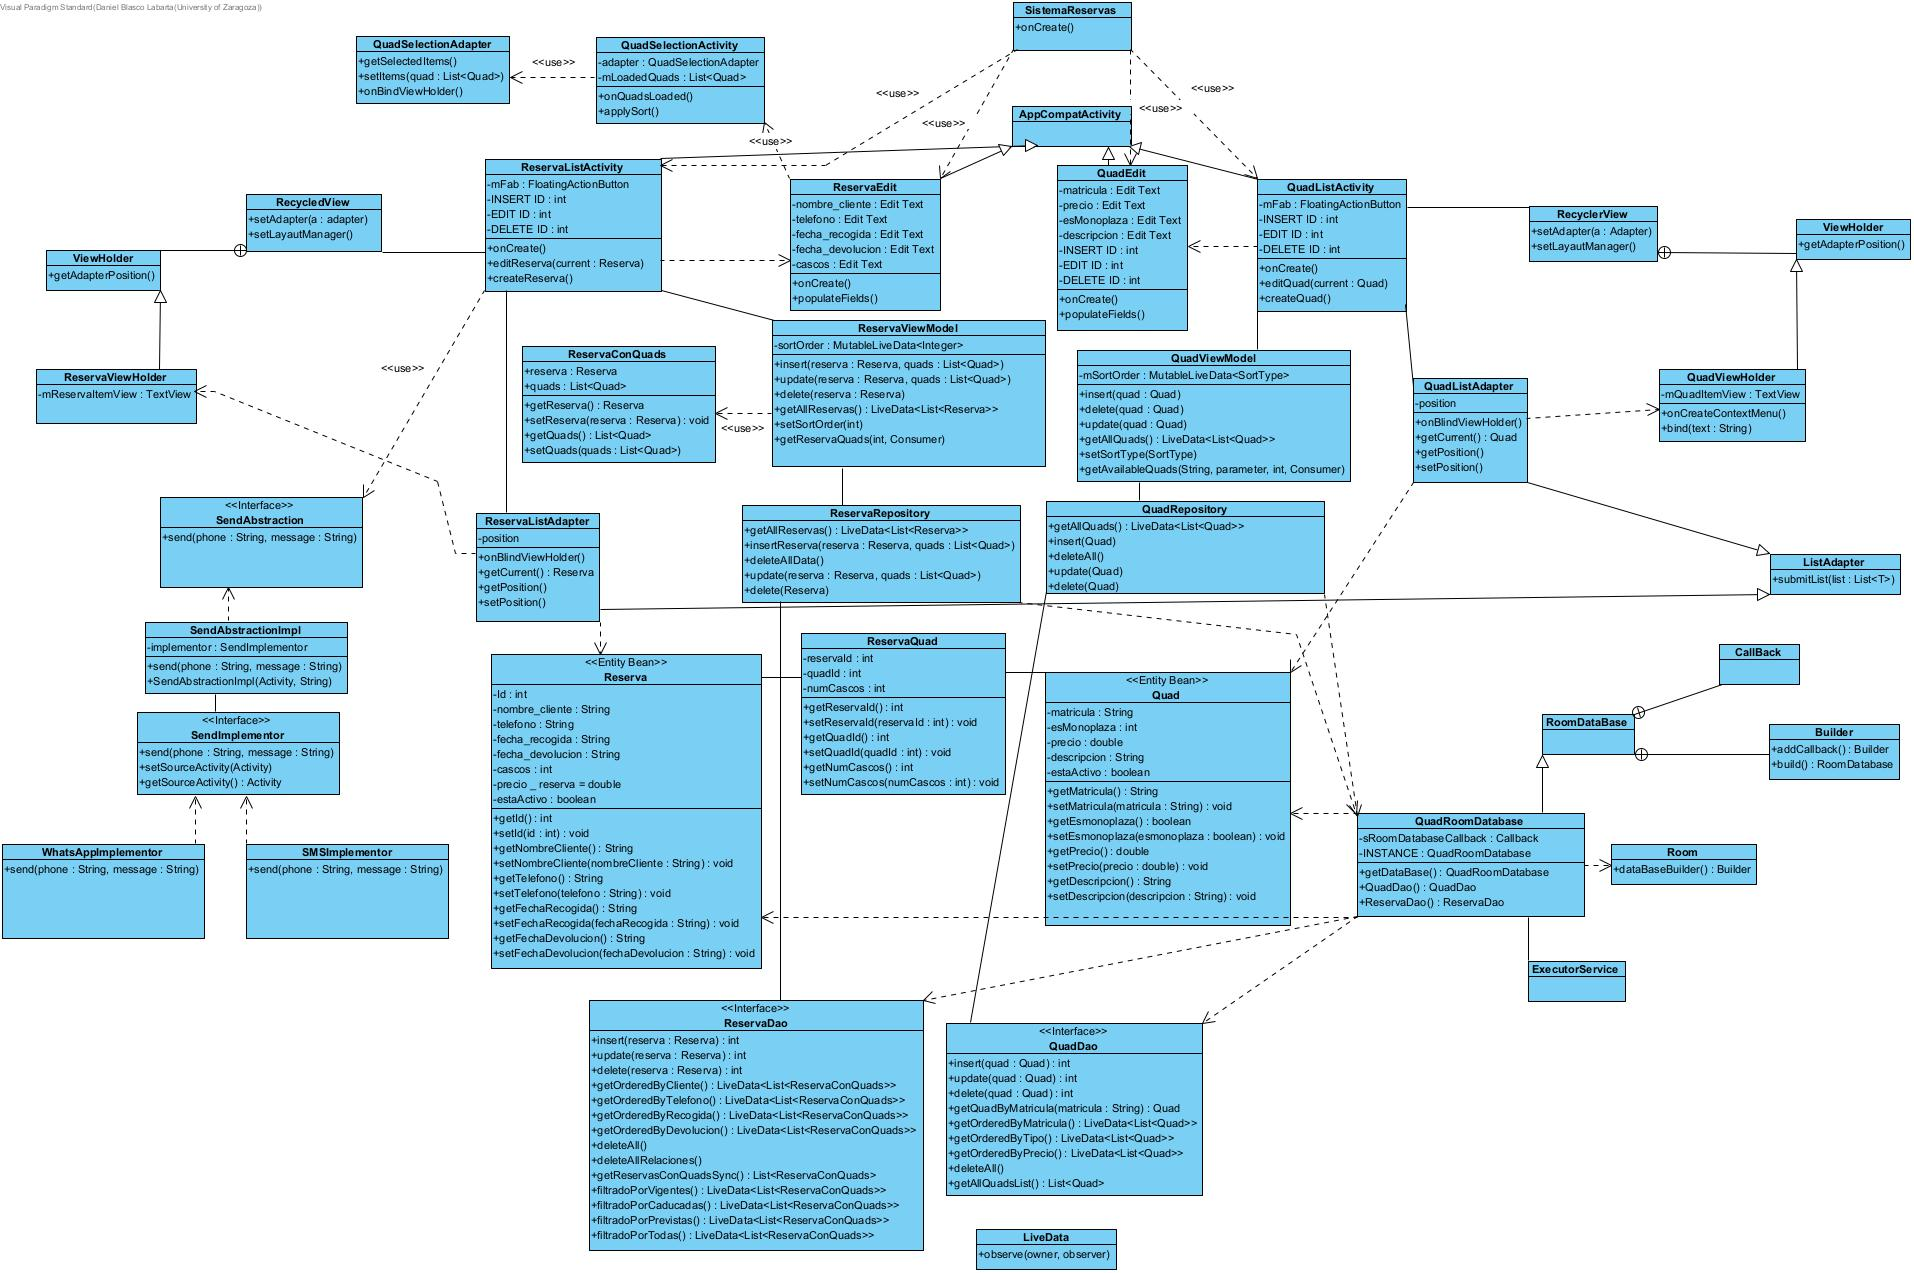 Visual Paradigm Standard(Daniel Blasco Labarta(University of Zaragoza))
SistemaReservas
+onCreate()
QuadSelectionAdapter
+getSelectedItems()
+setItems(quad : List<Quad>)
+onBindViewHolder()
<<use>>
QuadSelectionActivity
-adapter : QuadSelectionAdapter
-mLoadedQuads : List<Quad>
+onQuadsLoaded()
+applySort()
<<use>>
<<use>>
<<use>>
<<use>>
<<use>>
AppCompatActivity
ReservaListActivity
-mFab : FloatingActionButton
-INSERT ID : int
-EDIT ID : int
-DELETE ID : int
+onCreate()
+editReserva(current : Reserva)
+createReserva()
ReservaEdit
-nombre_cliente : Edit Text
-telefono : Edit Text
-fecha_recogida : Edit Text
-fecha_devolucion : Edit Text
-cascos : Edit Text
+onCreate()
+populateFields()
QuadEdit
-matricula : Edit Text
-precio : Edit Text
-esMonoplaza : Edit Text
-descripcion : Edit Text
-INSERT ID : int
-EDIT ID : int
-DELETE ID : int
+onCreate()
+populateFields()
QuadListActivity
-mFab : FloatingActionButton
-INSERT ID : int
-EDIT ID : int
-DELETE ID : int
+onCreate()
+editQuad(current : Quad)
+createQuad()
RecycledView
+setAdapter(a : adapter)
+setLayautManager()
ViewHolder
+getAdapterPosition()
RecyclerView
+setAdapter(a : Adapter)
+setLayautManager()
ViewHolder
+getAdapterPosition()
ReservaViewHolder
-mReservaItemView : TextView
<<use>>
ReservaConQuads
+reserva : Reserva
+quads : List<Quad>
+getReserva() : Reserva
+setReserva(reserva : Reserva) : void
+getQuads() : List<Quad>
+setQuads(quads : List<Quad>)
<<use>>
ReservaViewModel
-sortOrder : MutableLiveData<Integer>
+insert(reserva : Reserva, quads : List<Quad>)
+update(reserva : Reserva, quads : List<Quad>)
+delete(reserva : Reserva)
+getAllReservas() : LiveData<List<Reserva>>
+setSortOrder(int)
+getReservaQuads(int, Consumer)
QuadViewModel
-mSortOrder : MutableLiveData<SortType>
+insert(quad : Quad)
+delete(quad : Quad)
+update(quad : Quad)
+getAllQuads() : LiveData<List<Quad>>
+setSortType(SortType)
+getAvailableQuads(String, parameter, int, Consumer)
QuadListAdapter
-position
+onBlindViewHolder()
+getCurrent() : Quad
+getPosition()
+setPosition()
QuadViewHolder
-mQuadItemView : TextView
+onCreateContextMenu()
+bind(text : String)
<<Interface>>
SendAbstraction
+send(phone : String, message : String)
ReservaListAdapter
-position
+onBlindViewHolder()
+getCurrent() : Reserva
+getPosition()
+setPosition()
ReservaRepository
+getAllReservas() : LiveData<List<Reserva>>
+insertReserva(reserva : Reserva, quads : List<Quad>)
+deleteAllData()
+update(reserva : Reserva, quads : List<Quad>)
+delete(Reserva)
QuadRepository
+getAllQuads() : LiveData<List<Quad>>
+insert(Quad)
+deleteAll()
+update(Quad)
+delete(Quad)
ListAdapter
+submitList(list : List<T>)
SendAbstractionImpl
-implementor : SendImplementor
+send(phone : String, message : String)
+SendAbstractionImpl(Activity, String)
<<Interface>>
SendImplementor
+send(phone : String, message : String)
+setSourceActivity(Activity)
+getSourceActivity() : Activity
WhatsAppImplementor
+send(phone : String, message : String)
SMSImplementor
+send(phone : String, message : String)
<<Entity Bean>>
Reserva
-Id : int
-nombre_cliente : String
-telefono : String
-fecha_recogida : String
-fecha_devolucion : String
-cascos : int
-precio _ reserva = double
-estaActivo : boolean
+getId() : int
+setId(id : int) : void
+getNombreCliente() : String
+setNombreCliente(nombreCliente : String) : void
+getTelefono() : String
+setTelefono(telefono : String) : void
+getFechaRecogida() : String
+setFechaRecogida(fechaRecogida : String) : void
+getFechaDevolucion() : String
+setFechaDevolucion(fechaDevolucion : String) : void
ReservaQuad
-reservaId : int
-quadId : int
-numCascos : int
+getReservaId() : int
+setReservaId(reservaId : int) : void
+getQuadId() : int
+setQuadId(quadId : int) : void
+getNumCascos() : int
+setNumCascos(numCascos : int) : void
<<Entity Bean>>
Quad
-matricula : String
-esMonoplaza : int
-precio : double
-descripcion : String
-estaActivo : boolean
+getMatricula() : String
+setMatricula(matricula : String) : void
+getEsmonoplaza() : boolean
+setEsmonoplaza(esmonoplaza : boolean) : void
+getPrecio() : double
+setPrecio(precio : double) : void
+getDescripcion() : String
+setDescripcion(descripcion : String) : void
CallBack
RoomDataBase
Builder
+addCallback() : Builder
+build() : RoomDatabase
QuadRoomDatabase
-sRoomDatabaseCallback : Callback
-INSTANCE : QuadRoomDatabase
+getDataBase() : QuadRoomDatabase
+QuadDao() : QuadDao
+ReservaDao() : ReservaDao
Room
+dataBaseBuilder() : Builder
ExecutorService
<<Interface>>
ReservaDao
+insert(reserva : Reserva) : int
+update(reserva : Reserva) : int
+delete(reserva : Reserva) : int
+getOrderedByCliente() : LiveData<List<ReservaConQuads>>
+getOrderedByTelefono() : LiveData<List<ReservaConQuads>>
+getOrderedByRecogida() : LiveData<List<ReservaConQuads>>
+getOrderedByDevolucion() : LiveData<List<ReservaConQuads>>
+deleteAll()
+deleteAllRelaciones()
+getReservasConQuadsSync() : List<ReservaConQuads>
+filtradoPorVigentes() : LiveData<List<ReservaConQuads>>
+filtradoPorCaducadas() : LiveData<List<ReservaConQuads>>
+filtradoPorPrevistas() : LiveData<List<ReservaConQuads>>
+filtradoPorTodas() : LiveData<List<ReservaConQuads>>
<<Interface>>
QuadDao
+insert(quad : Quad) : int
+update(quad : Quad) : int
+delete(quad : Quad) : int
+getQuadByMatricula(matricula : String) : Quad
+getOrderedByMatricula() : LiveData<List<Quad>>
+getOrderedByTipo() : LiveData<List<Quad>>
+getOrderedByPrecio() : LiveData<List<Quad>>
+deleteAll()
+getAllQuadsList() : List<Quad>
LiveData
+observe(owner, observer)